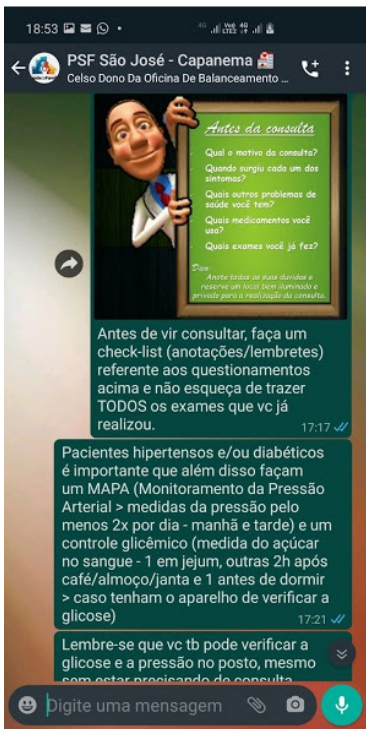 18:53
PSF São José - Capanema
Celso Dono Da Oficina De Balanceamento ...
Antes da consulta
Qual o motivo da consulta?
Quando surgiu cada um dos
sintomas?
Quais outros problemas de
saúde você tem?
Quais medicamentos você
usa?
Quais exames você já fez?
Anote todas as suas dúvidas e
reserve um local bem iluminado e
privado para a realização da consulta.
Antes de vir consultar, faça um
check-list (anotações/lembretes)
referente aos questionamentos
acima e não esqueça de trazer
TODOS os exames que vc já
realizou.
17:17
Pacientes hipertensos e/ou diabéticos
é importante que além disso façam
um MAPA (Monitoramento da Pressão
Arterial > medidas da pressão pelo
menos 2x por dia - manhã e tarde) e um
controle glicêmico (medida do açúcar
no sangue - 1 em jejum, outras 2h após
café/almoço/janta e 1 antes de dormir
> caso tenham o aparelho de verificar a
glicose)
17:21
Lembre-se que vc tb pode verificar a
glicose e a pressão no posto, mesmo
sem estar precisando de consulta
Digite uma mensagem